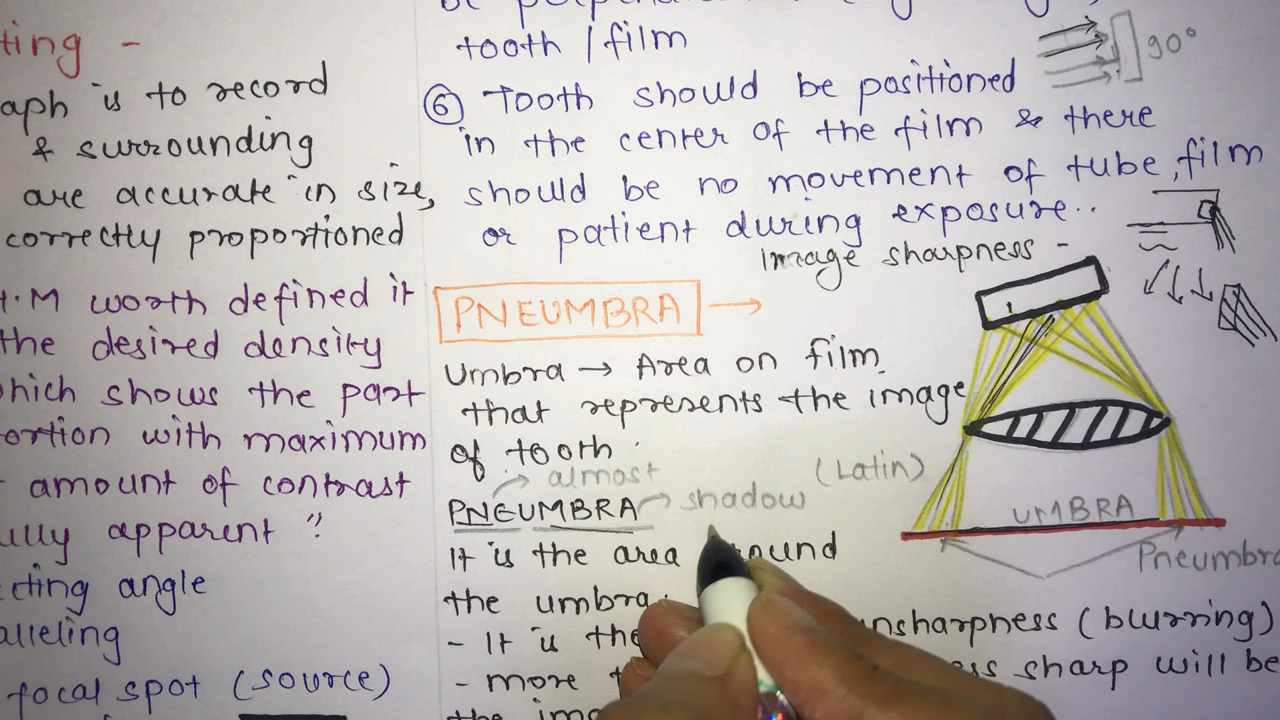 ting -
aph is to record
& surrounding
are accurate in size,
correctly proportioned
H.M worth defined it
the desired density
which shows the part
ortion with maximum
amount of contrast
ully apparent "
cting angle
alleling
focal spot (source)
tooth / film
90°
⑥ Tooth should be positioned
in the center of the film & there
should be no movement of tube, film
or patient during exposure..
image sharpness -
PNEUMBRA →
Umbra → Area on film
that represents the image
of tooth.
almost
(Latin)
PNEUMBRA
shadow
It is the area
the umbra.
- It is the
unsharpness (blurring)
- more
sharp will be
the
UMBRA
Pneumbra